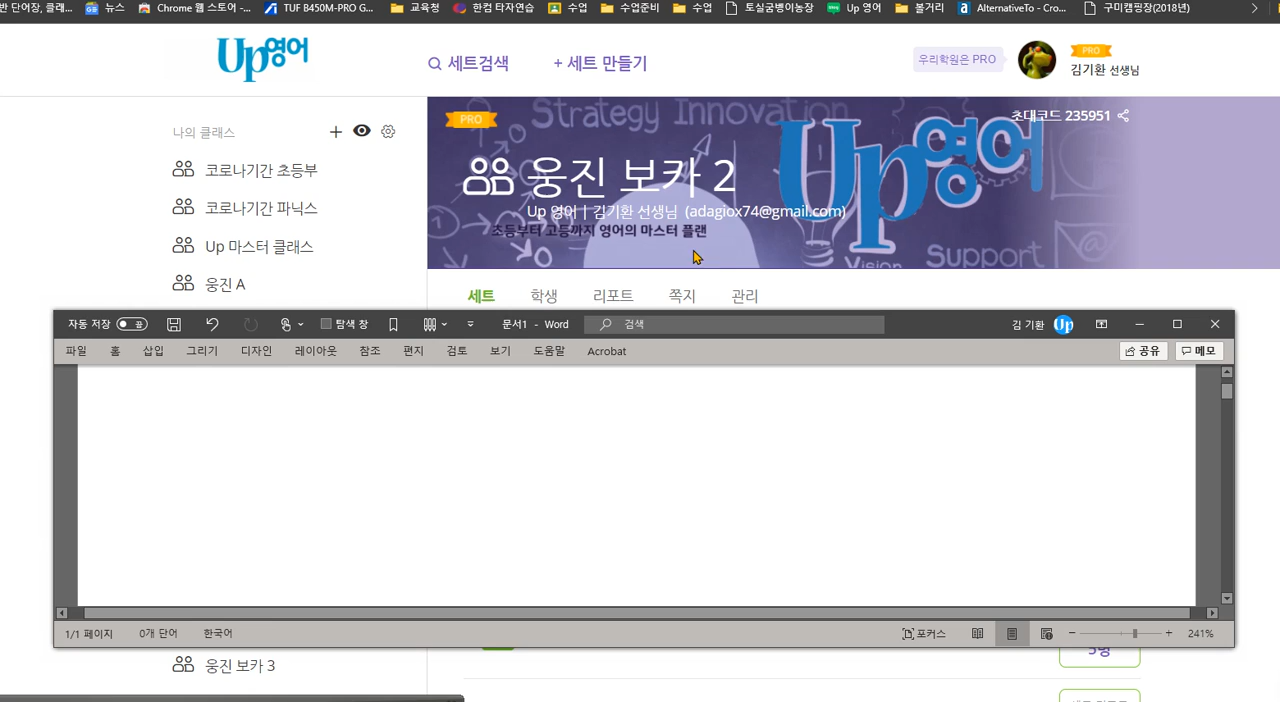 반 단어장, 클래... 뉴스 Chrome 웹 스토어 -... TUF B450M-PRO G... 교육청 한컴 타자연습 수업 수업준비 수업 토실굼벵이농장 Up 영어 볼거리 AlternativeTo - Cro... 구미캠핑장(2018년)
Up영어 세트검색 + 세트 만들기 우리학원은 PRO PRO
김기환 선생님
나의 클래스
코로나기간 초등부
코로나기간 파닉스
Up 마스터 클래스
웅진 A
PRO Strategy Innovation 초대코드 235951
웅진 보카 2 Up영어
Up 영어 | 김기환 선생님 (adagiox74@gmail.com)
초등부터 고등까지 영어의 마스터 플랜
Vision Support
세트 학생 리포트 쪽지 관리
자동 저장 끔 탐색 창 문서1 - Word 검색 김 기환 Up
파일 홈 삽입 그리기 디자인 레이아웃 참조 편지 검토 보기 도움말 Acrobat 공유 메모
1/1 페이지 0개 단어 한국어 포커스 241%
5명
웅진 보카 3